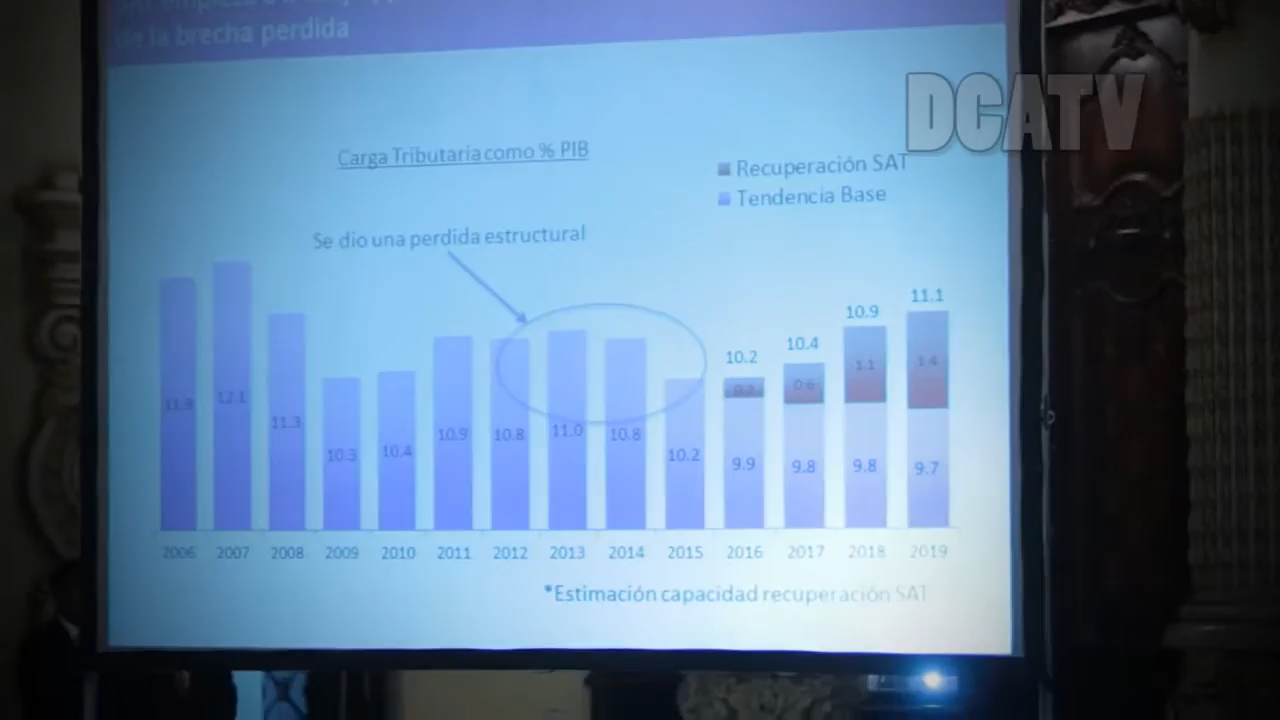 de la brecha perdida
DCATV
Carga Tributaria como % PIB
Recuperación SAT
Tendencia Base
Se dio una perdida estructural
11.9 12.1 11.3 10.3 10.4 10.9 10.8 11.0 10.8 10.2
10.2 10.4 10.9 11.1
0.6 1.1 1.4
9.9 9.8 9.8 9.7
2006 2007 2008 2009 2010 2011 2012 2013 2014 2015 2016 2017 2018 2019
*Estimación capacidad recuperación SAT